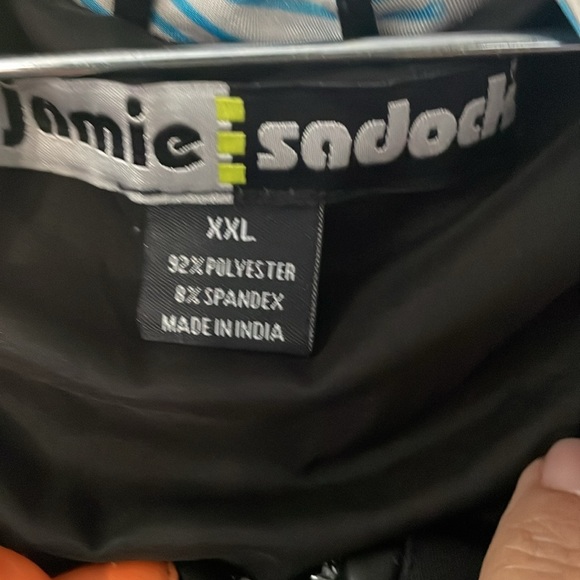 jamie sadock
XXL
92% POLYESTER
8% SPANDEX
MADE IN INDIA